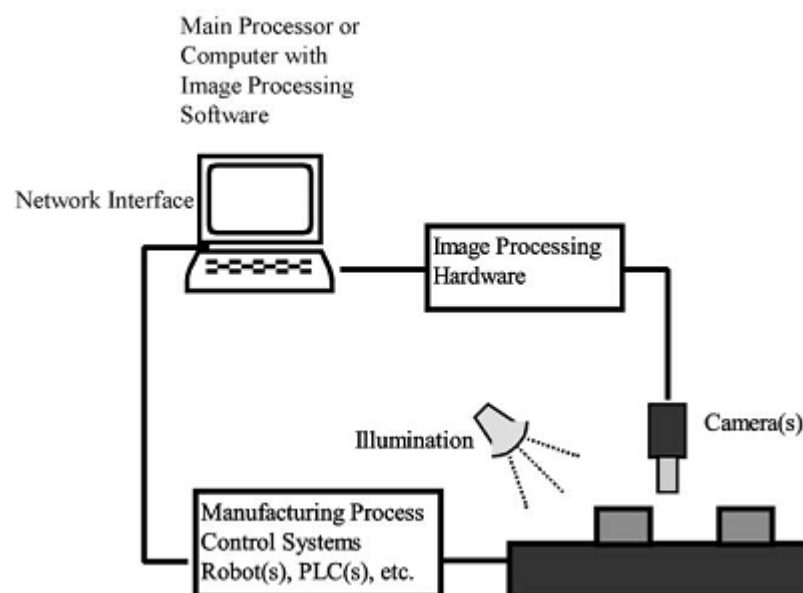 Main Processor or
Computer with
Image Processing
Software
Network Interface
Image Processing
Hardware
Illumination
Camera(s)
Manufacturing Process
Control Systems
Robot(s), PLC(s), etc.